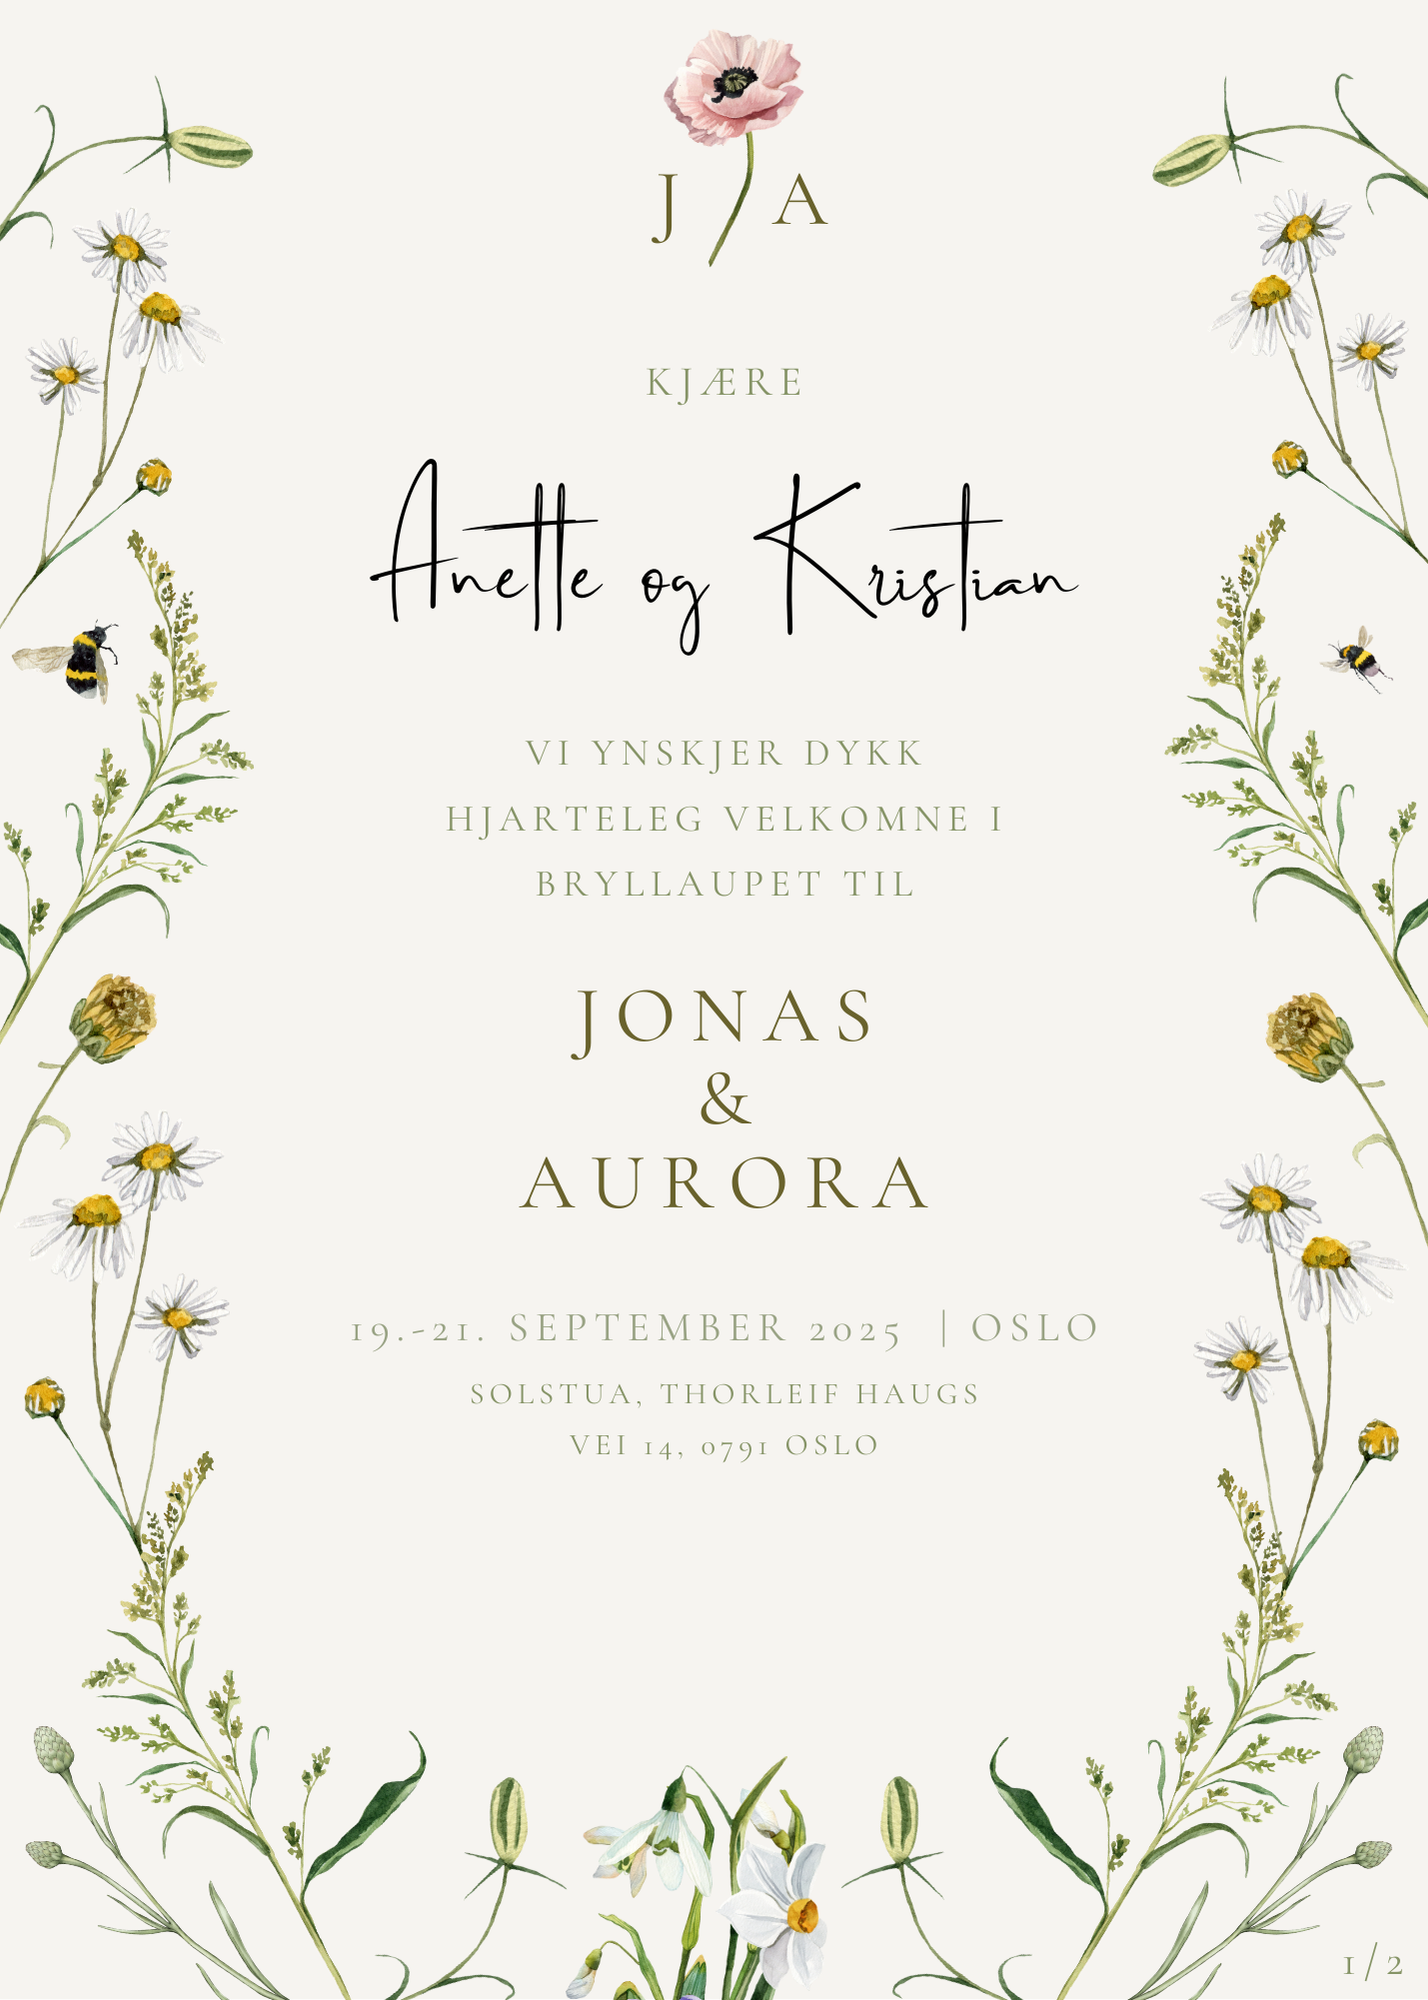 J A
KJÆRE
Anette og Kristian
VI YNSKJER DYKK
HJARTELEG VELKOMNE I
BRYLLAUPET TIL
JONAS
&
AURORA
19.-21. SEPTEMBER 2025 | OSLO
SOLSTUA, THORLEIF HAUGS
VEI 14, 0791 OSLO
1/2